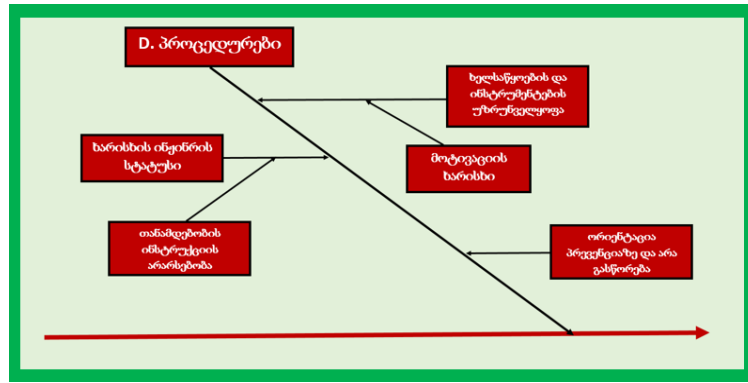 D. პროცედურები
ხელსაწყოების და
ინსტრუმენტების
უზრუნველყოფა
ხარისხის ინჟინრის
სტატუსი
მოტივაციის
ხარისხი
თანამდებობის
ინსტრუქციის
არარსებობა
ორიენტაცია
პრევენციაზე და არა
გასწორება